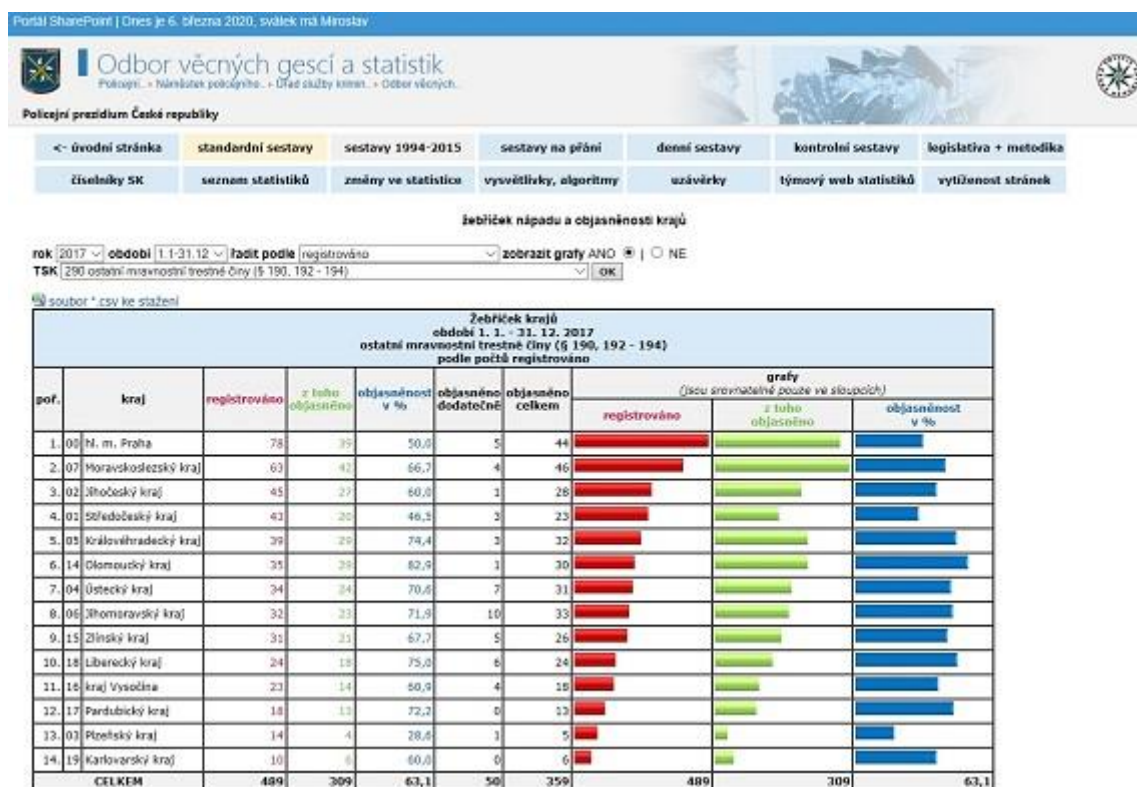 Portál SharePoint | Dnes je 6. března 2020, svátek má Miroslav
Odbor věcných gescí a statistik
Policejní prezidium České republiky
<- úvodní stránka standardní sestavy sestavy 1994-2015 sestavy na přání denní sestavy kontrolní sestavy legislativa + metodika
číselníky SK seznam statistiků změny ve statistice vysvětlivky, algoritmy uzávěrky týmový web statistiků vytíženost stránek
žebříček nápadu a objasněnosti krajů
rok 2017 období 1.1-31.12 řadit podle registrováno zobrazit grafy ANO | NE
TSK 290 ostatní mravnostní trestné činy (§ 190, 192 - 194) OK
soubor *.csv ke stažení
Žebříček krajů
období 1. 1. - 31. 12. 2017
ostatní mravnostní trestné činy (§ 190, 192 - 194)
podle počtů registrováno
poř. kraj registrováno z toho objasněno objasněnost v % objasněno dodatečně objasněno celkem grafy
(jsou srovnatelné pouze ve sloupcích)
registrováno z toho objasněno objasněnost v %
1. 00 hl. m. Praha 78 39 50,0 5 44
2. 07 Moravskoslezský kraj 63 42 66,7 4 46
3. 02 Jihočeský kraj 45 27 60,0 1 28
4. 01 Středočeský kraj 43 20 46,5 3 23
5. 05 Královéhradecký kraj 39 29 74,4 3 32
6. 14 Olomoucký kraj 35 29 82,9 1 30
7. 04 Ústecký kraj 34 24 70,6 7 31
8. 06 Jihomoravský kraj 32 23 71,9 10 33
9. 15 Zlínský kraj 31 21 67,7 5 26
10. 18 Liberecký kraj 24 18 75,0 6 24
11. 16 kraj Vysočina 23 14 60,9 4 18
12. 17 Pardubický kraj 18 13 72,2 0 13
13. 03 Plzeňský kraj 14 4 28,6 1 5
14. 19 Karlovarský kraj 10 6 60,0 0 6
CELKEM 489 309 63,1 50 359 489 309 63,1